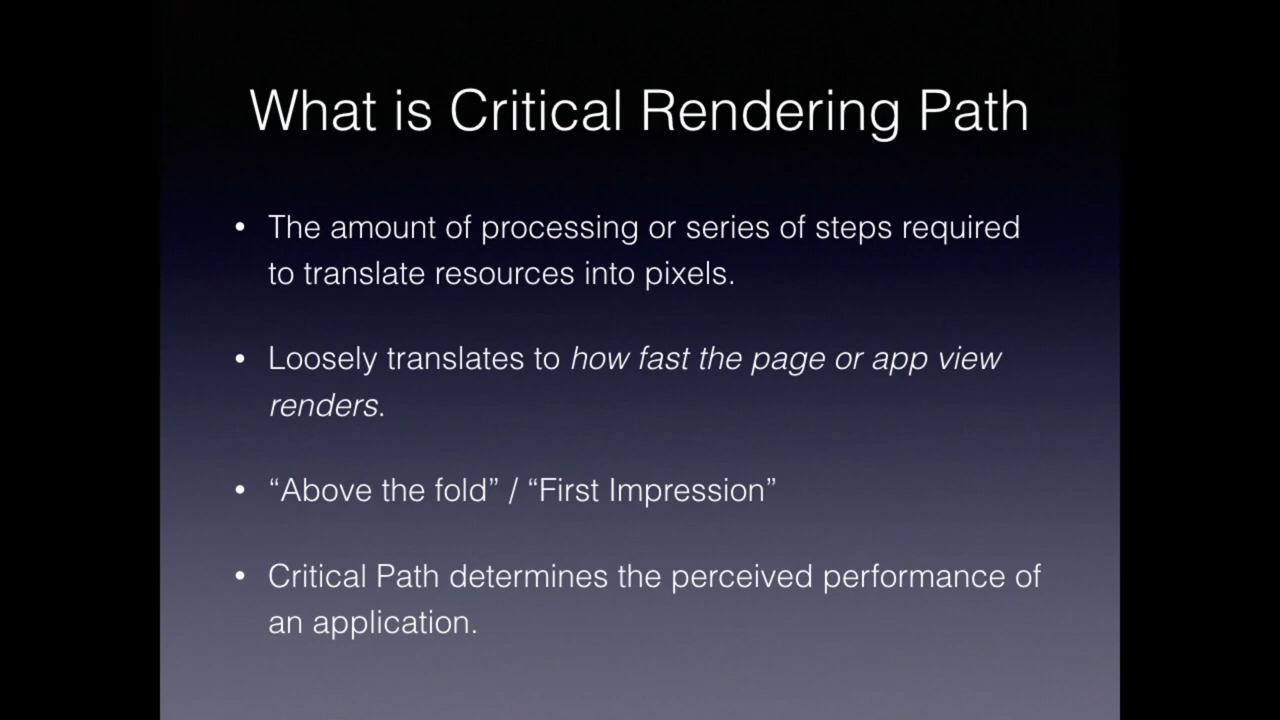 What is Critical Rendering Path
• The amount of processing or series of steps required
to translate resources into pixels.
• Loosely translates to how fast the page or app view
renders.
• “Above the fold” / “First Impression”
• Critical Path determines the perceived performance of
an application.